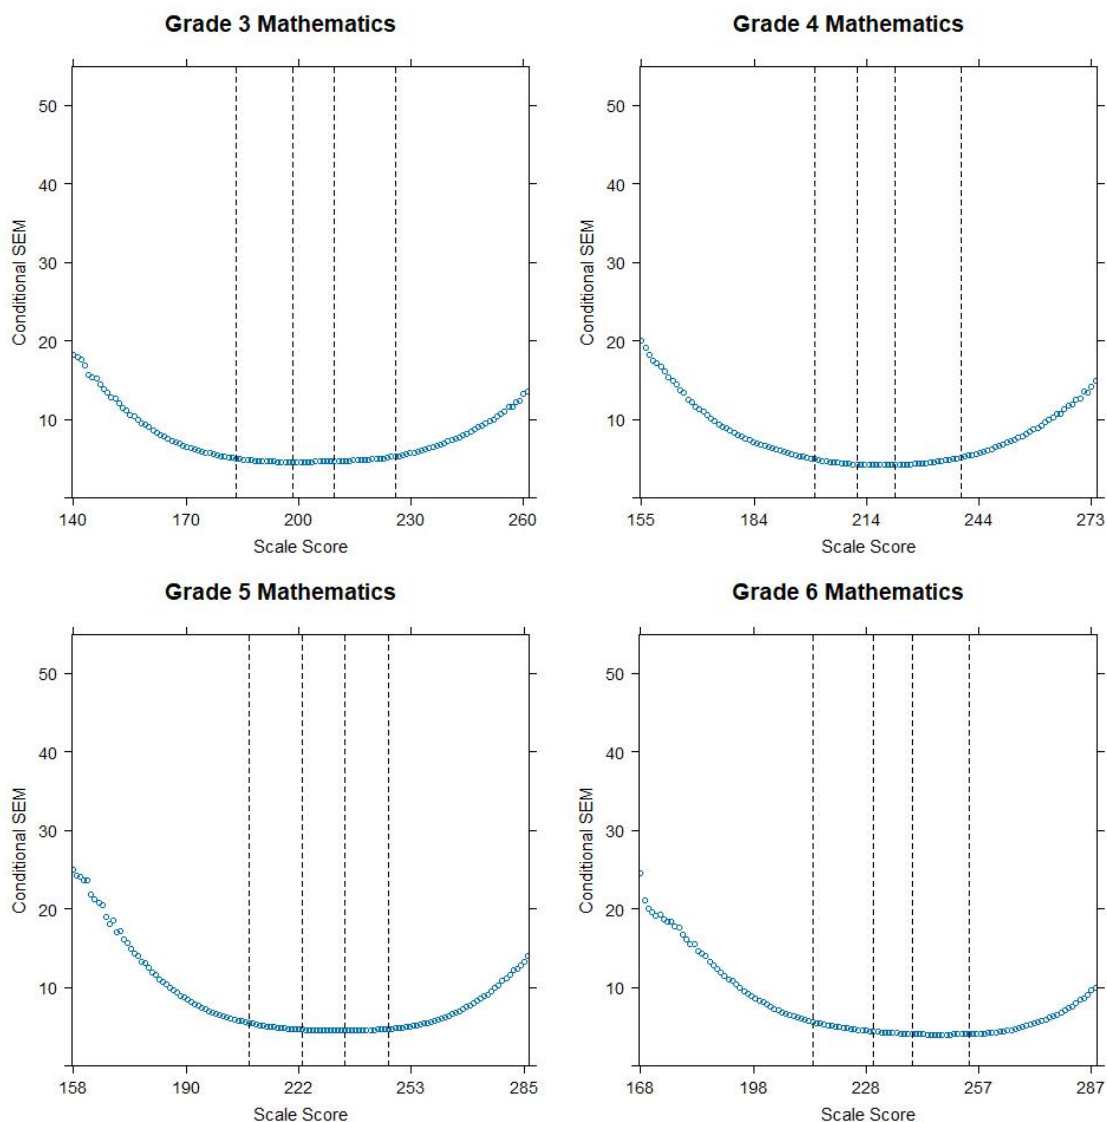 Grade 3 Mathematics
50
40
30
20
10
Conditional SEM
140 170 200 230 260
Scale Score
Grade 4 Mathematics
50
40
30
20
10
Conditional SEM
155 184 214 244 273
Scale Score
Grade 5 Mathematics
50
40
30
20
10
Conditional SEM
158 190 222 253 285
Scale Score
Grade 6 Mathematics
50
40
30
20
10
Conditional SEM
168 198 228 257 287
Scale Score